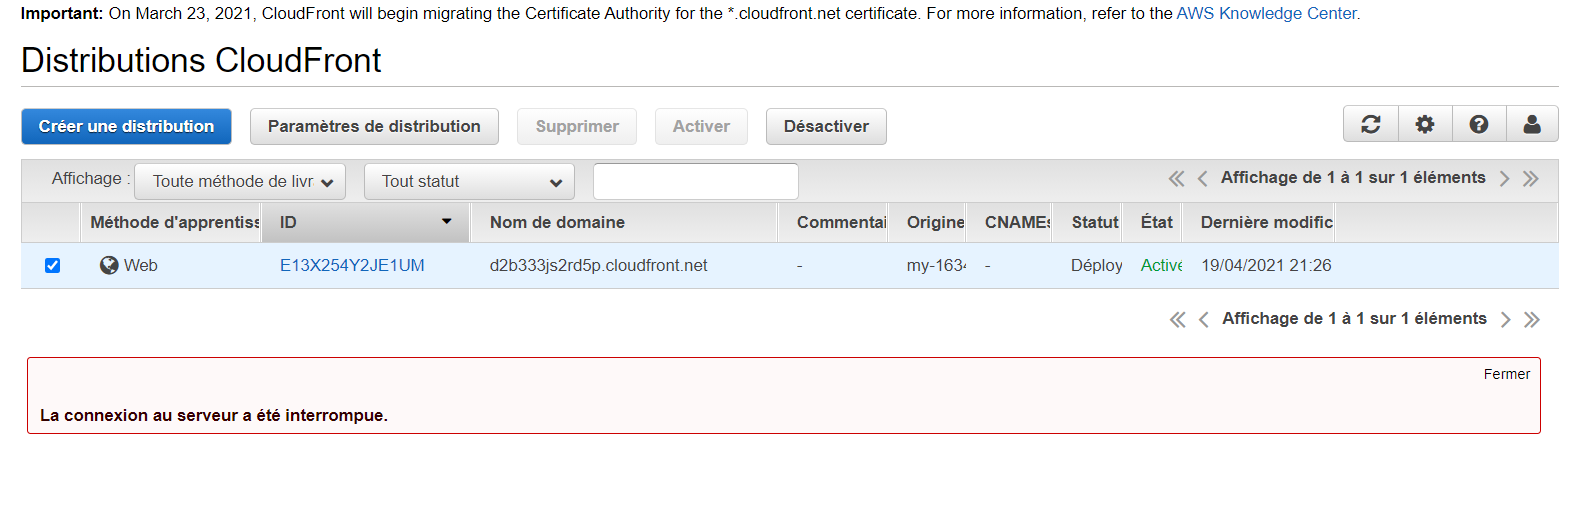 Important: On March 23, 2021, CloudFront will begin migrating the Certificate Authority for the *.cloudfront.net certificate. For more information, refer to the AWS Knowledge Center.
Distributions CloudFront
Créer une distribution Paramètres de distribution Supprimer Activer Désactiver
Affichage : Toute méthode de livr Tout statut Affichage de 1 à 1 sur 1 éléments
Méthode d'apprentiss ID Nom de domaine Commentai Origine CNAMEs Statut État Dernière modific
Web E13X254Y2JE1UM d2b333js2rd5p.cloudfront.net - my-1634 - Déploy Activé 19/04/2021 21:26
Affichage de 1 à 1 sur 1 éléments
Fermer
La connexion au serveur a été interrompue.